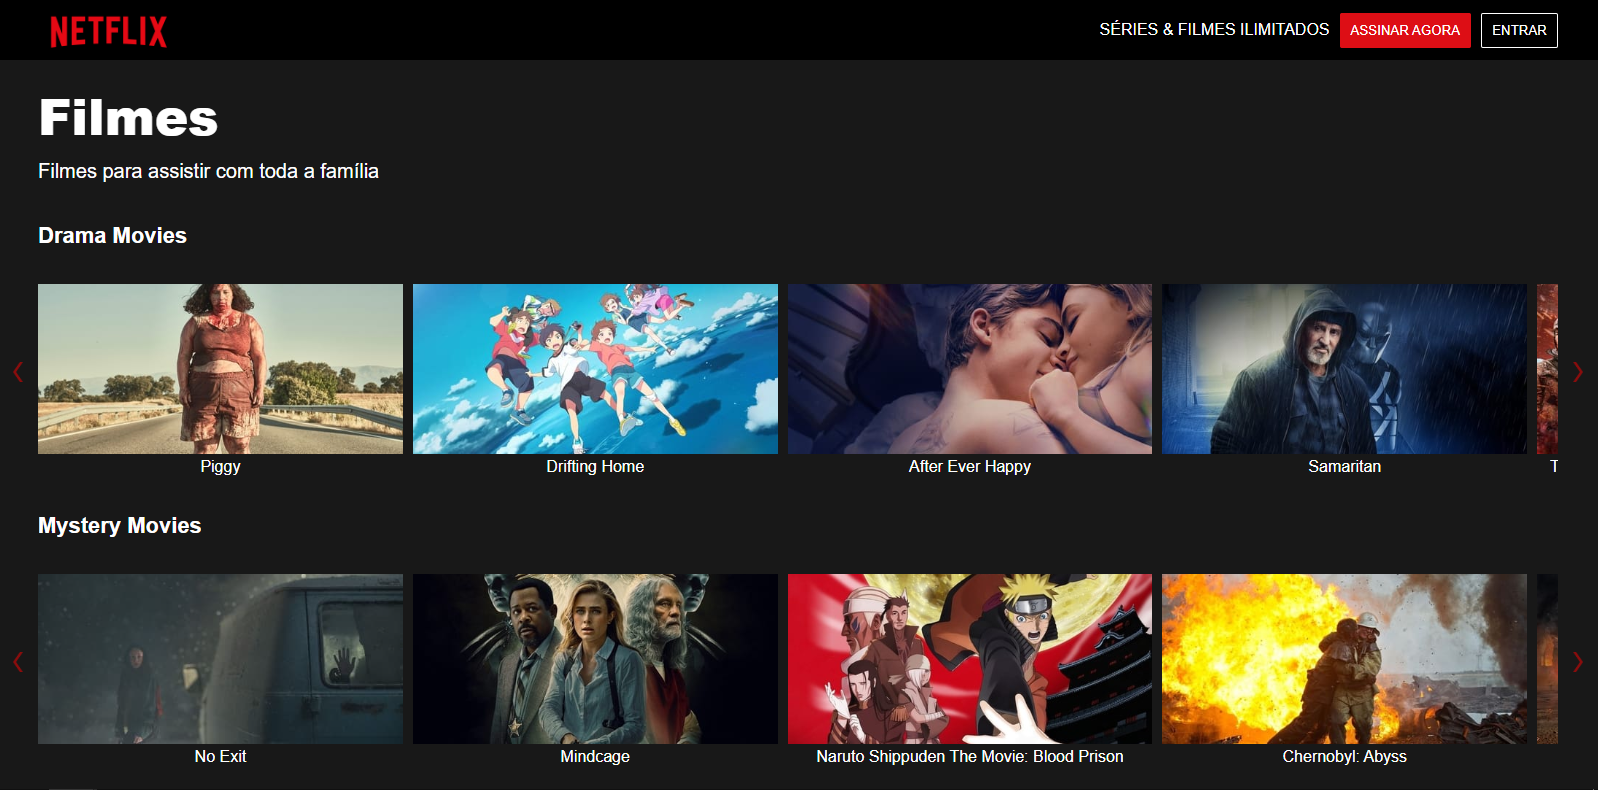 NETFLIX
SÉRIES & FILMES ILIMITADOS
ASSINAR AGORA
ENTRAR
Filmes
Filmes para assistir com toda a família
Drama Movies
Piggy
Drifting Home
After Ever Happy
Samaritan
T
Mystery Movies
No Exit
Mindcage
Naruto Shippuden The Movie: Blood Prison
Chernobyl: Abyss